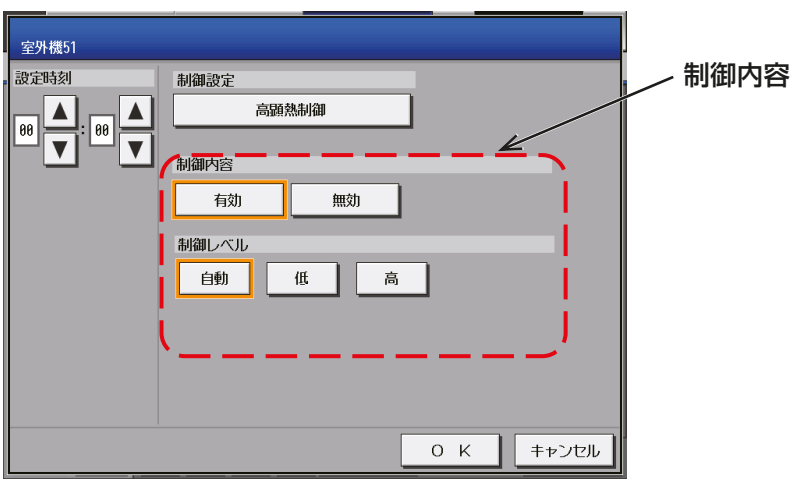 室外機51
設定時刻
00 : 00
制御設定
高顕熱制御
制御内容
有効 無効
制御レベル
自動 低 高
OK キャンセル
制御内容